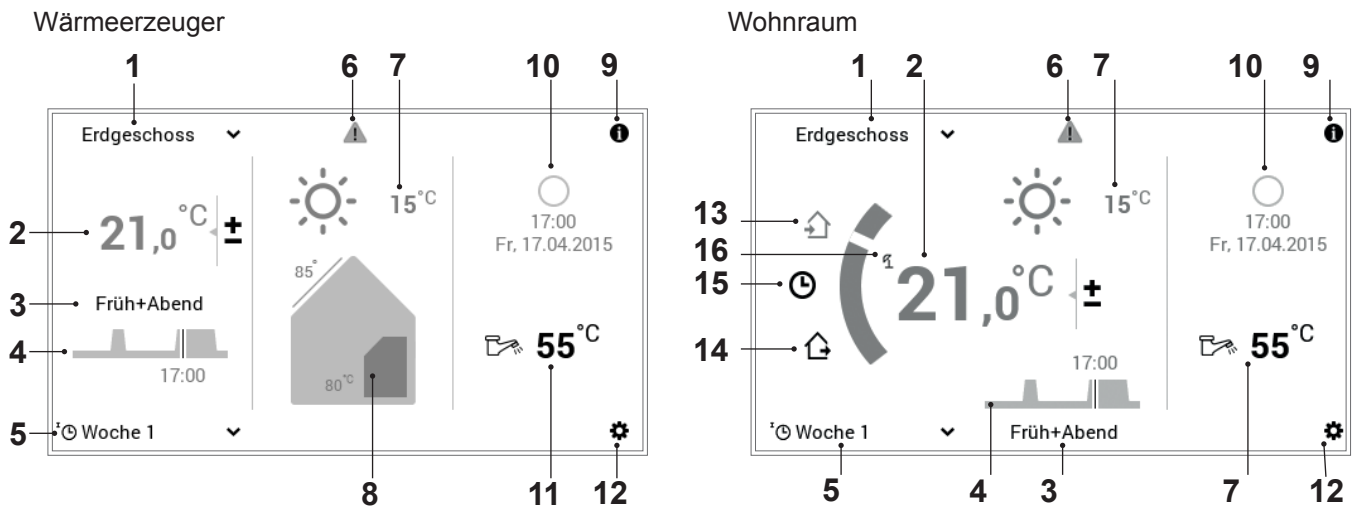 Wärmeerzeuger
1 6 7 10 9
Erdgeschoss
15°C
21,0°C ±
2
17:00
Fr, 17.04.2015
85°
3 Früh+Abend
4
17:00
55°C
80°C
5 Woche 1
8 11 12
Wohnraum
1 2 6 7 10 9
Erdgeschoss
15°C
13
17:00
Fr, 17.04.2015
16
15
21,0°C ±
14
17:00
55°C
Woche 1 Früh+Abend
5 4 3 7 12